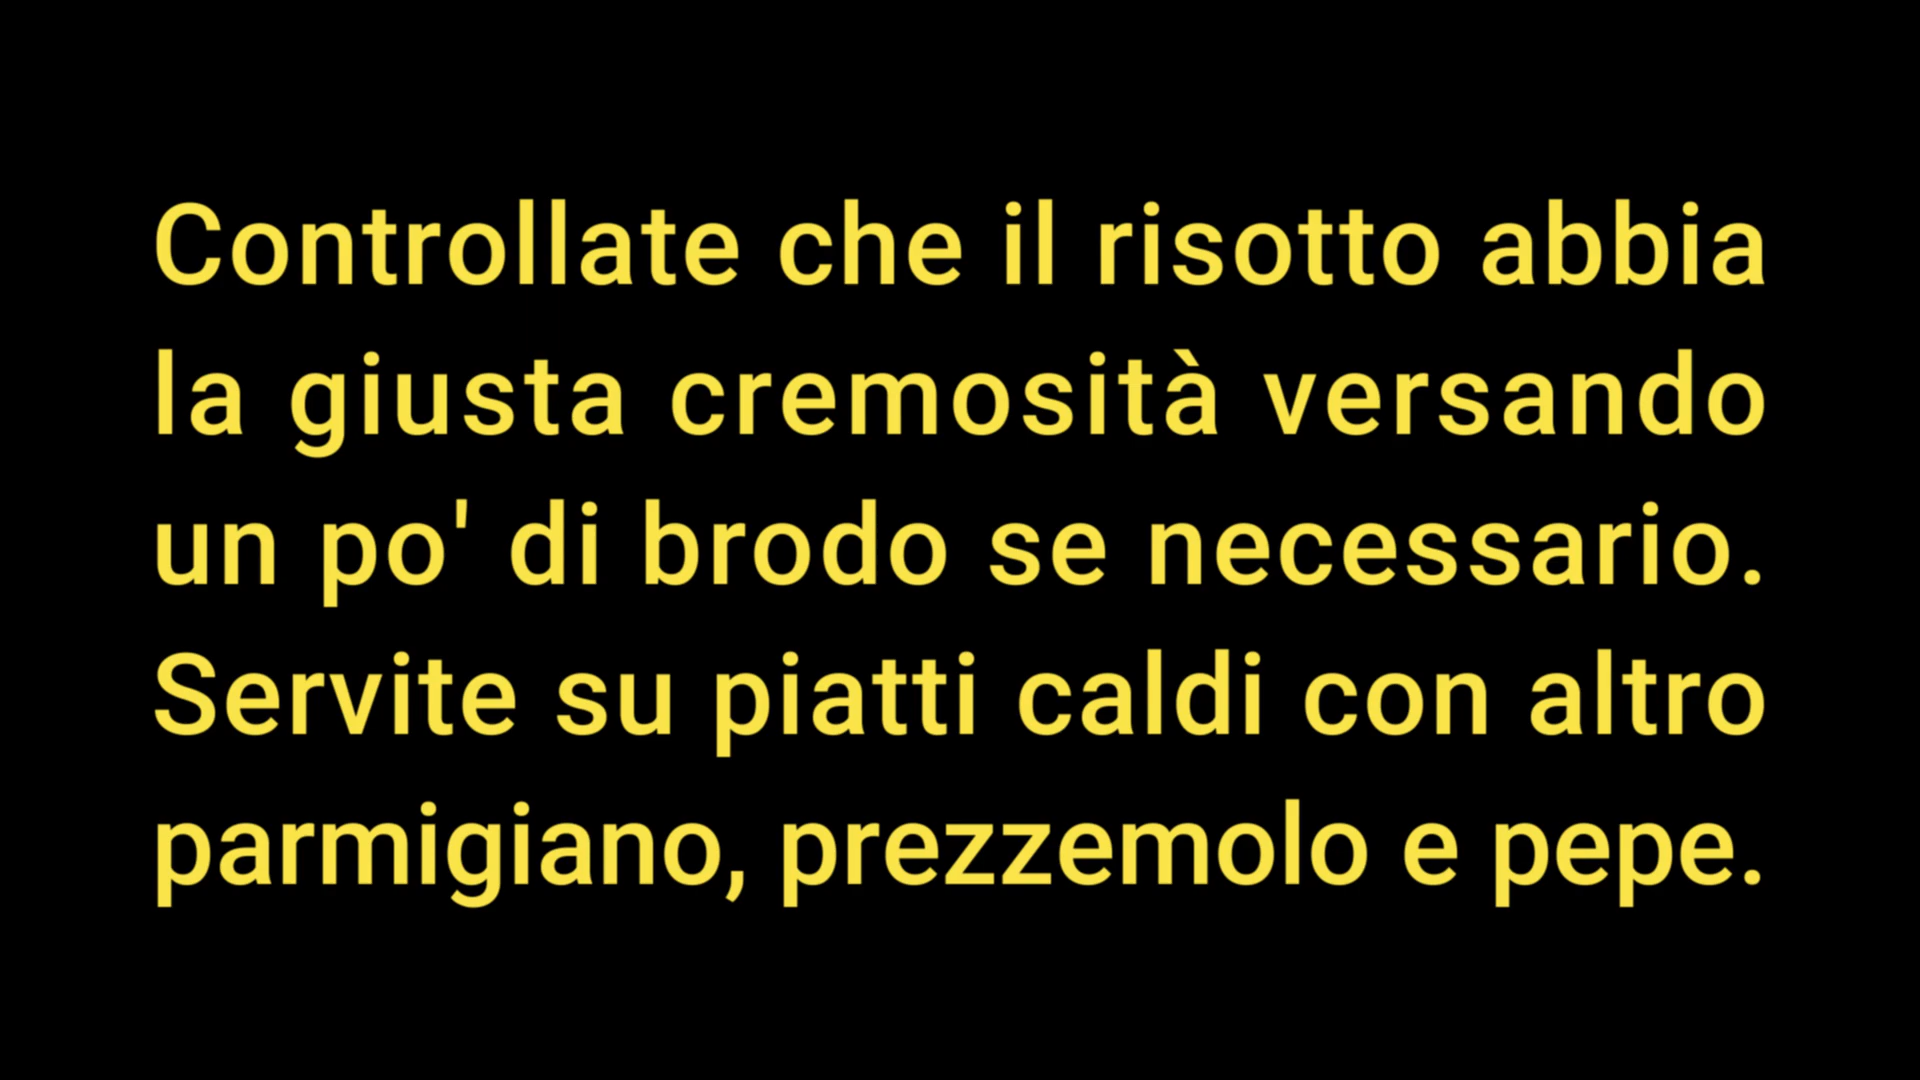 Controllate che il risotto abbia
la giusta cremosità versando
un po' di brodo se necessario.
Servite su piatti caldi con altro
parmigiano, prezzemolo e pepe.